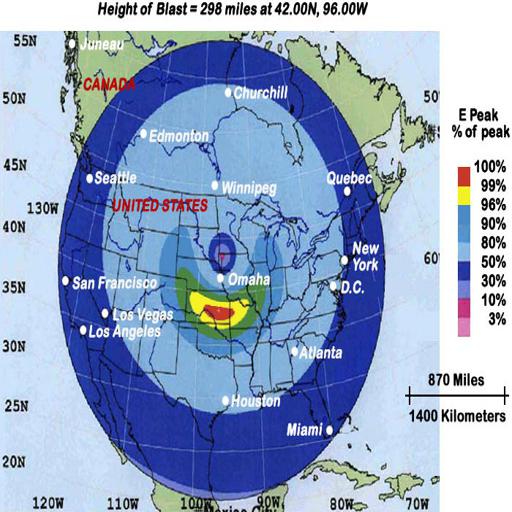 Height of Blast = 298 miles at 42.00N, 96.00W
55N
Juneau
CANADA
50N
Churchill
50°
Edmonton
45N
Seattle
Winnipeg
Quebec
130W
UNITED STATES
40N
New
York
60°
Omaha
D.C.
35N
San Francisco
Las Vegas
Los Angeles
30N
Atlanta
25N
Houston
Miami
20N
120W
110W
100W
90W
80W
70W
Mexico City
E Peak
% of peak
100%
99%
96%
90%
80%
50%
30%
10%
3%
870 Miles
1400 Kilometers